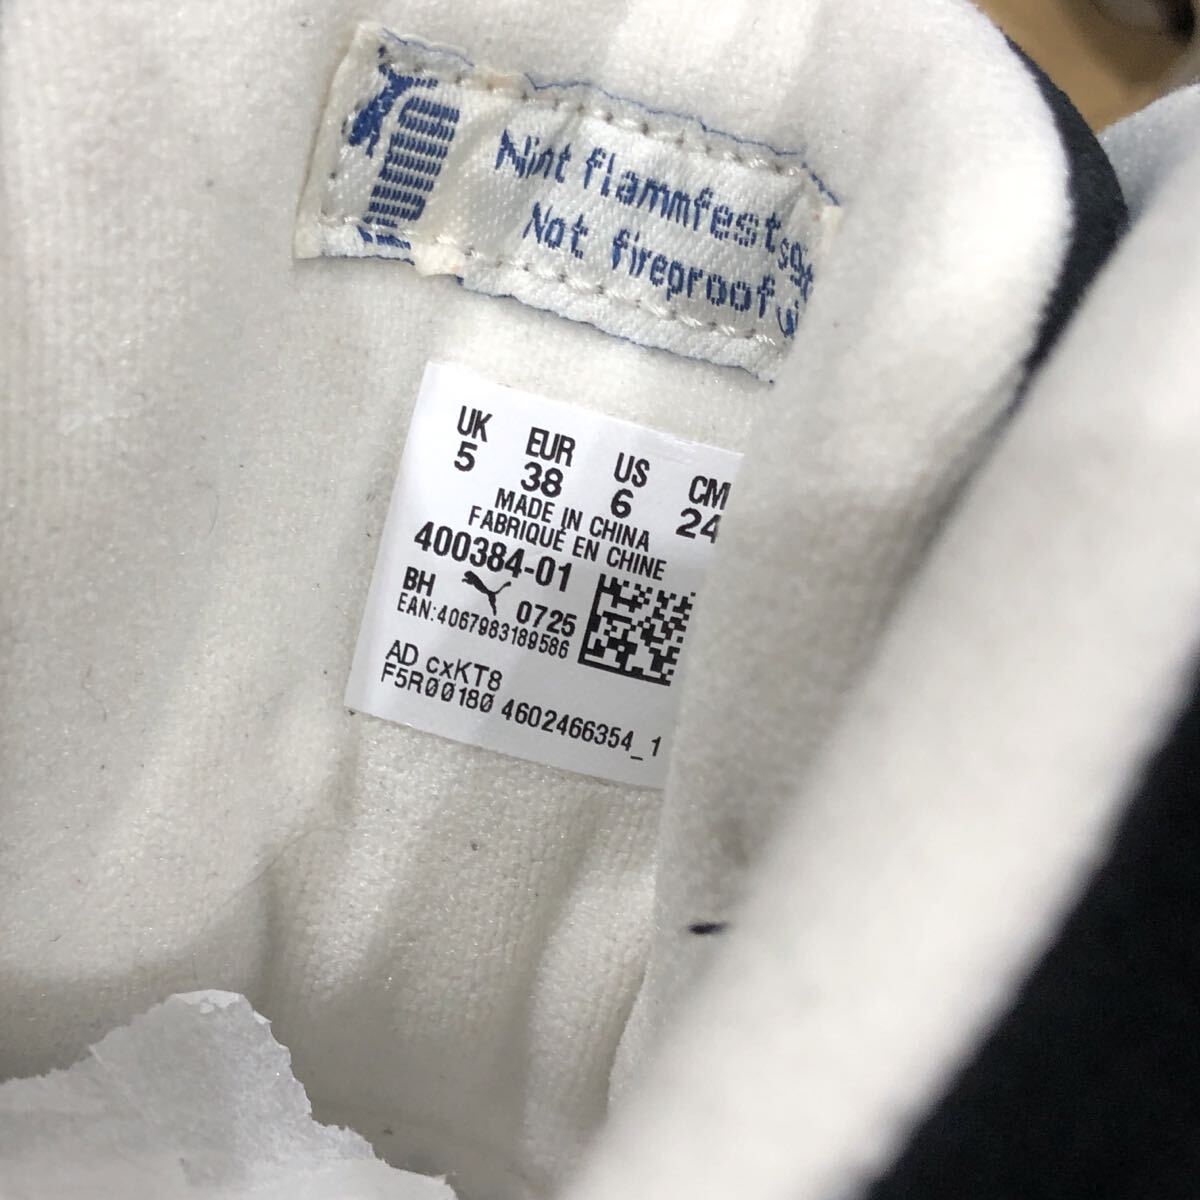 Nicht flammfest
Not fireproof
UK EUR US CM
5 38 6 24
MADE IN CHINA
FABRIQUÉ EN CHINE
400384-01
BH 0725
EAN:4067983189586
AD cxKT8
F5R00180 4602466354_1